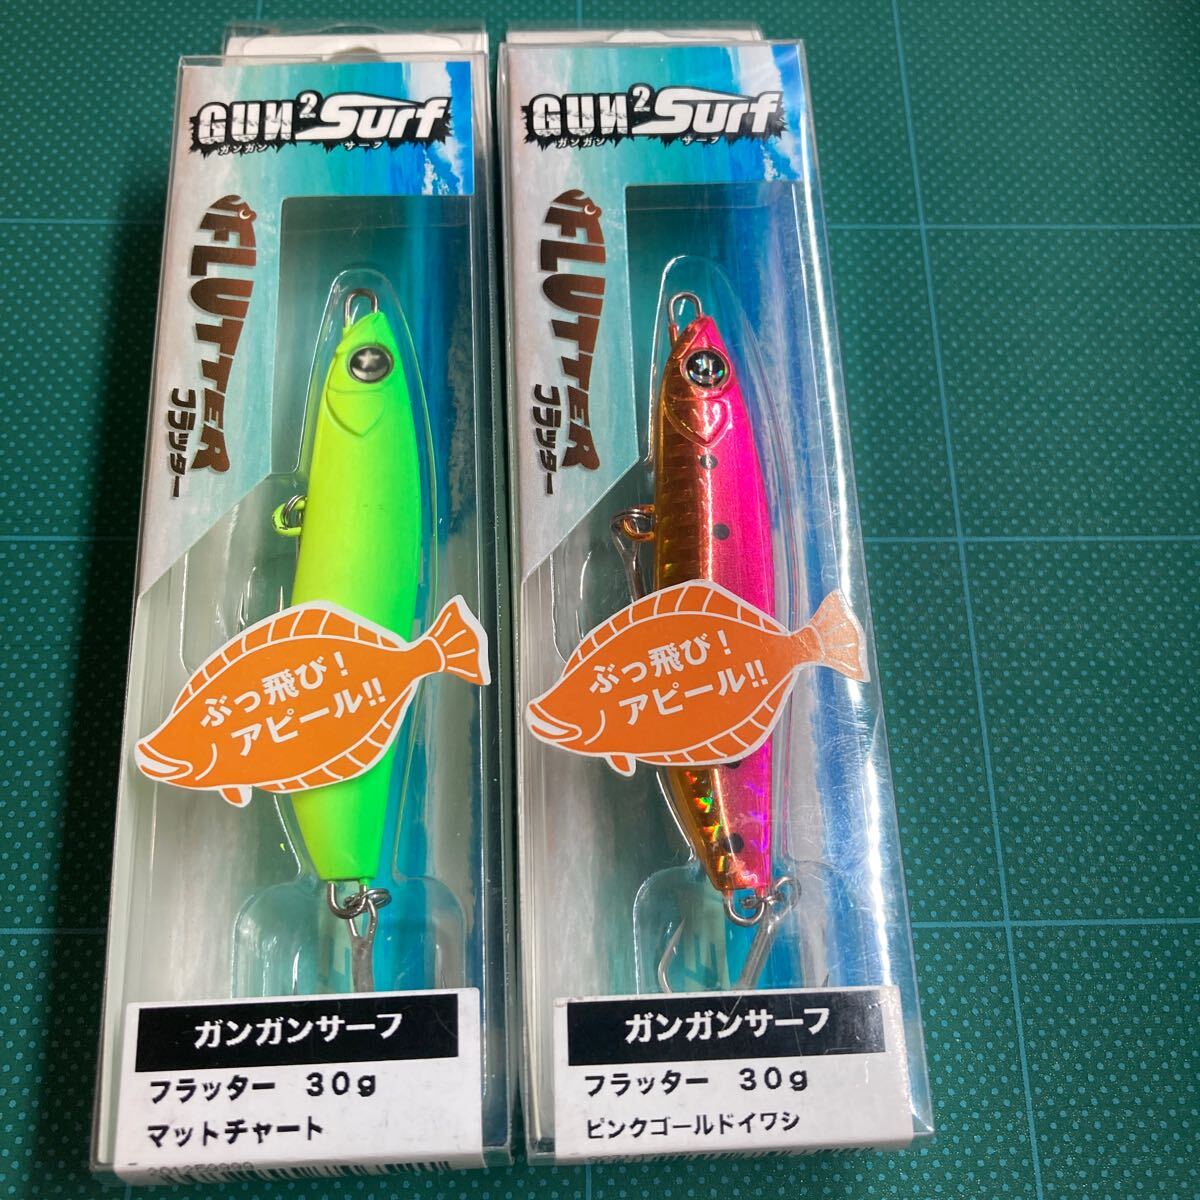 GUN²Surf
ガンガン サーフ
FLUTTER
フラッター
ぶっ飛び！
アピール!!
ガンガンサーフ
フラッター 30g
マットチャート
GUN²Surf
ガンガン サーフ
FLUTTER
フラッター
ぶっ飛び！
アピール!!
ガンガンサーフ
フラッター 30g
ピンクゴールドイワシ